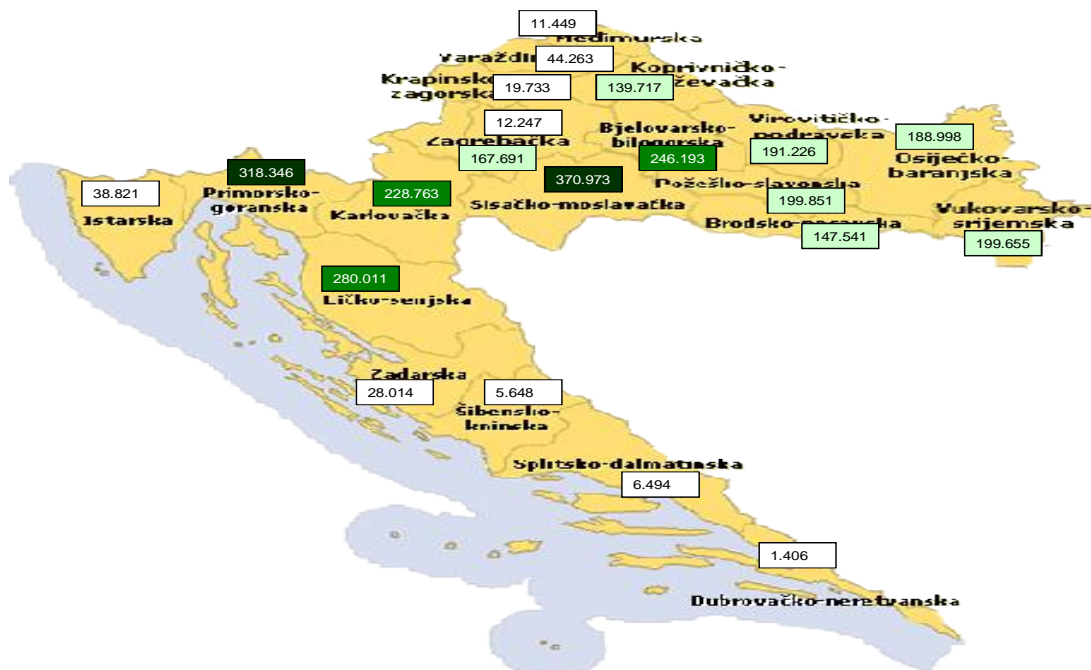 11.449
Međimurska
Varaždin
44.263
Koprivničko-
Krapinsko
19.733
139.717
ževačka
zagorska
12.247
Virovitičko-
Bjelovarsko-
podravska
188.998
Zagrebačka
bilogorska
Osiječko-
baranjska
167.691
246.193
191.226
318.346
370.973
38.821
Primorsko-
goranska
228.763
Požeško-slavonska
Istarska
Karlovačka
Sisačko-moslavačka
199.851
Vukovarsko-
srijemska
Brodsko-posavska
147.541
199.655
280.011
Ličko-senjska
Zadarska
28.014
5.648
Šibensko-
kninska
Splitsko-dalmatinska
6.494
1.406
Dubrovačko-neretvanska